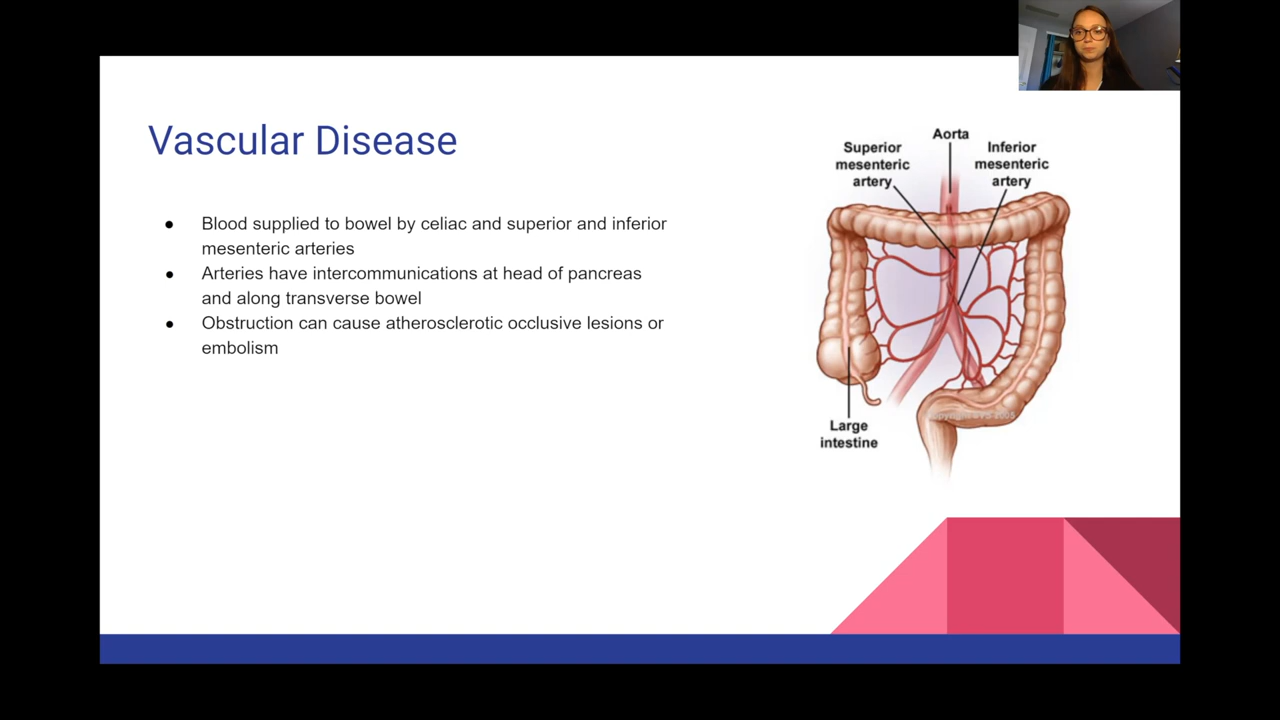 Vascular Disease
● Blood supplied to bowel by celiac and superior and inferior
mesenteric arteries
● Arteries have intercommunications at head of pancreas
and along transverse bowel
● Obstruction can cause atherosclerotic occlusive lesions or
embolism
Aorta
Superior
mesenteric
artery
Inferior
mesenteric
artery
Large
intestine